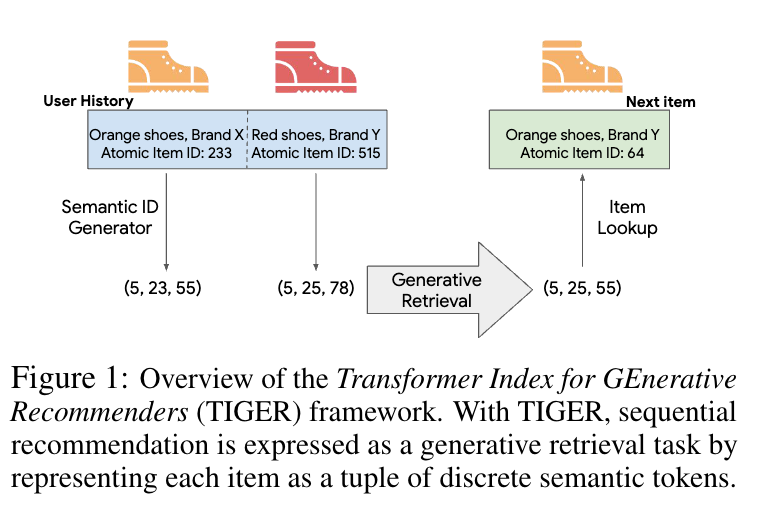 User History
Next item
Orange shoes, Brand X
Atomic Item ID: 233
Red shoes, Brand Y
Atomic Item ID: 515
Orange shoes, Brand Y
Atomic Item ID: 64
Semantic ID
Generator
Item
Lookup
(5, 23, 55)
(5, 25, 78)
Generative
Retrieval
(5, 25, 55)
Figure 1: Overview of the Transformer Index for GEnerative
Recommenders (TIGER) framework. With TIGER, sequential
recommendation is expressed as a generative retrieval task by
representing each item as a tuple of discrete semantic tokens.